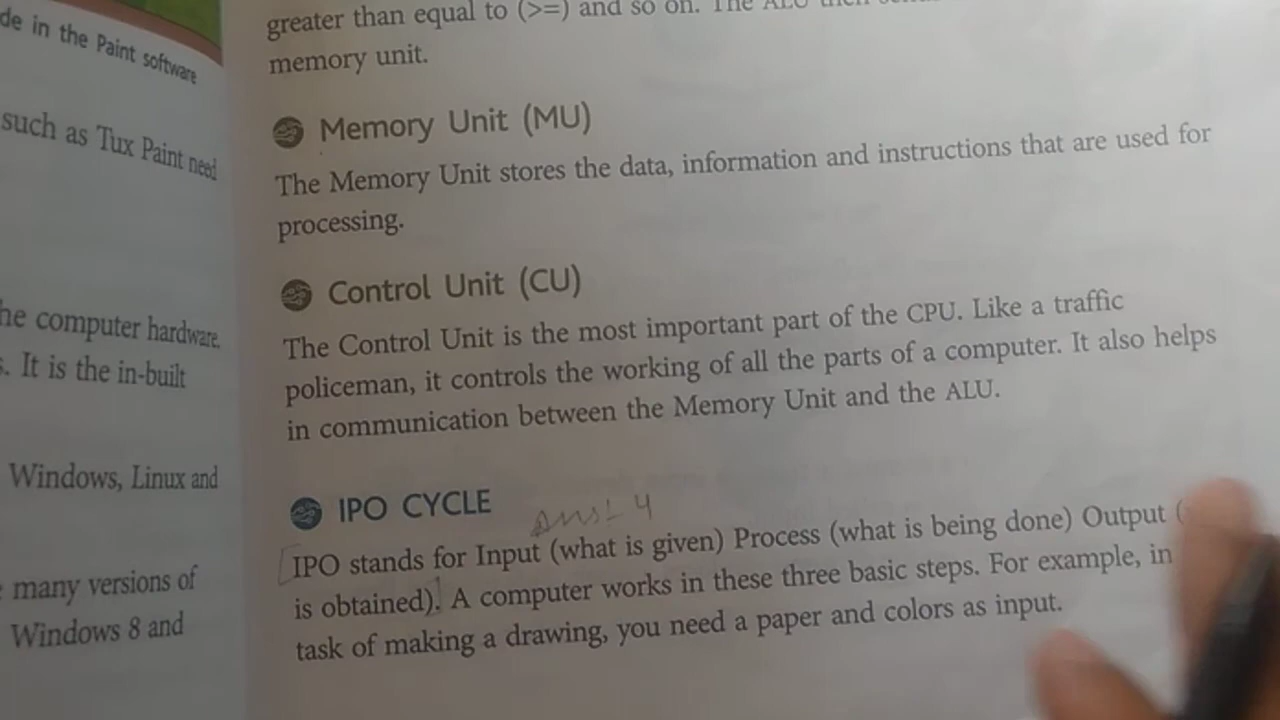 de in the Paint software
such as Tux Paint need
he computer hardware.
s. It is the in-built
Windows, Linux and
many versions of
Windows 8 and
greater than equal to (>=) and so on. The ALU then
memory unit.
Memory Unit (MU)
The Memory Unit stores the data, information and instructions that are used for
processing.
Control Unit (CU)
The Control Unit is the most important part of the CPU. Like a traffic
policeman, it controls the working of all the parts of a computer. It also helps
in communication between the Memory Unit and the ALU.
IPO CYCLE
Ans! 4
IPO stands for Input (what is given) Process (what is being done) Output (
is obtained). A computer works in these three basic steps. For example, in
task of making a drawing, you need a paper and colors as input.